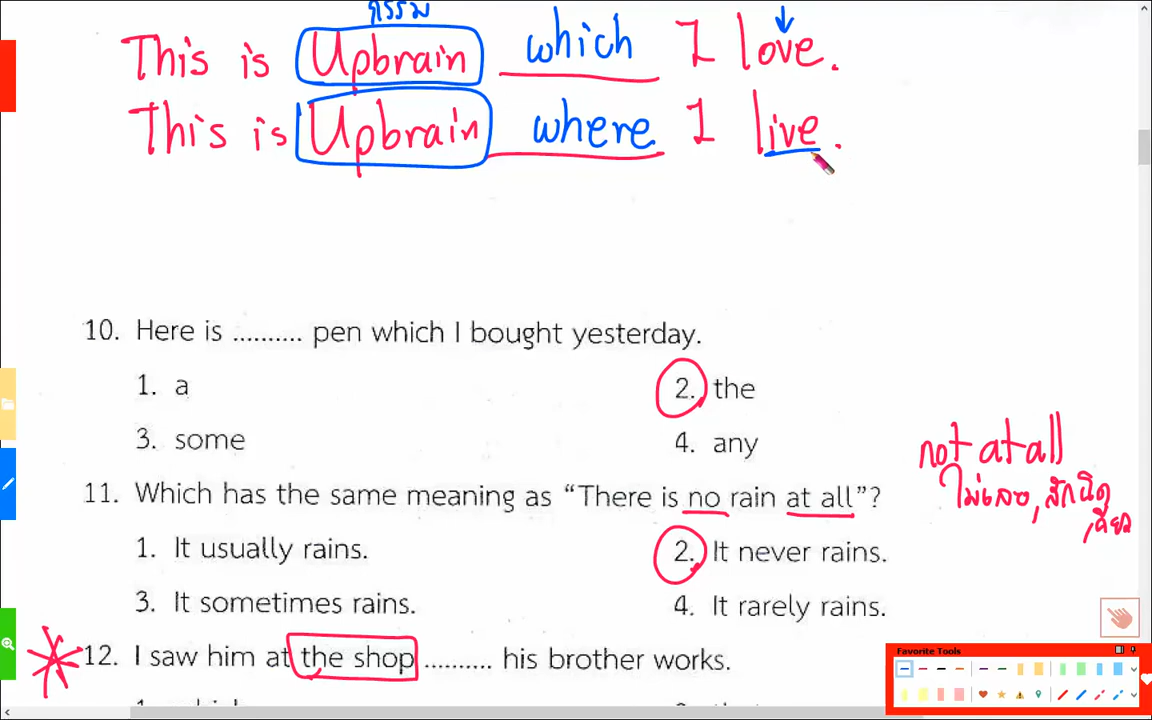 กรรม
This is Upbrain which I love.
This is Upbrain where I live.
10. Here is .......... pen which I bought yesterday.
1. a
2. the
3. some
4. any
not at all
ไม่เลย, สักนิด
, เดียว
11. Which has the same meaning as “There is no rain at all”?
1. It usually rains.
2. It never rains.
3. It sometimes rains.
4. It rarely rains.
12. I saw him at the shop .......... his brother works.
Favorite Tools